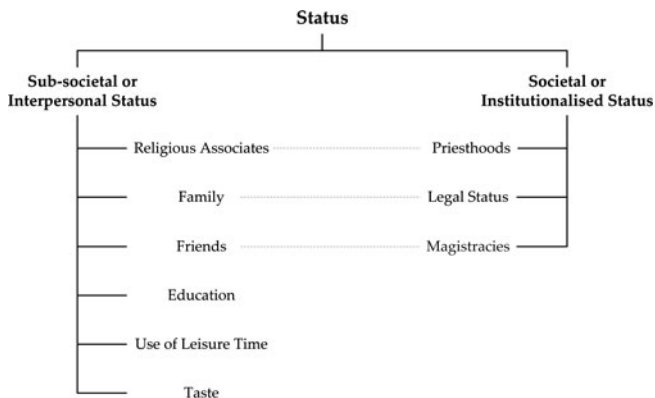 Status
Sub-societal or
Interpersonal Status
Societal or
Institutionalised Status
Religious Associates
Priesthoods
Family
Legal Status
Friends
Magistracies
Education
Use of Leisure Time
Taste